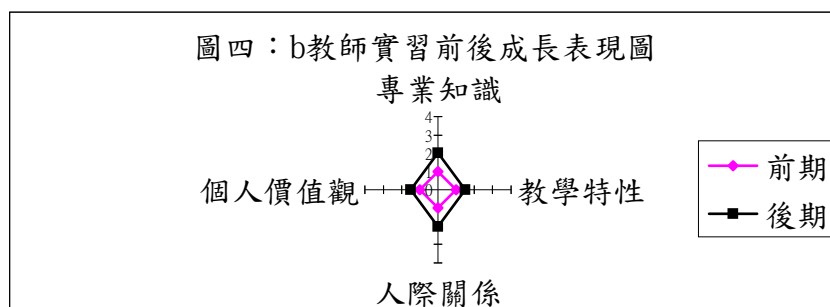 圖四：b教師實習前後成長表現圖
專業知識
4
3
2
1
0
個人價值觀
教學特性
人際關係
前期
後期